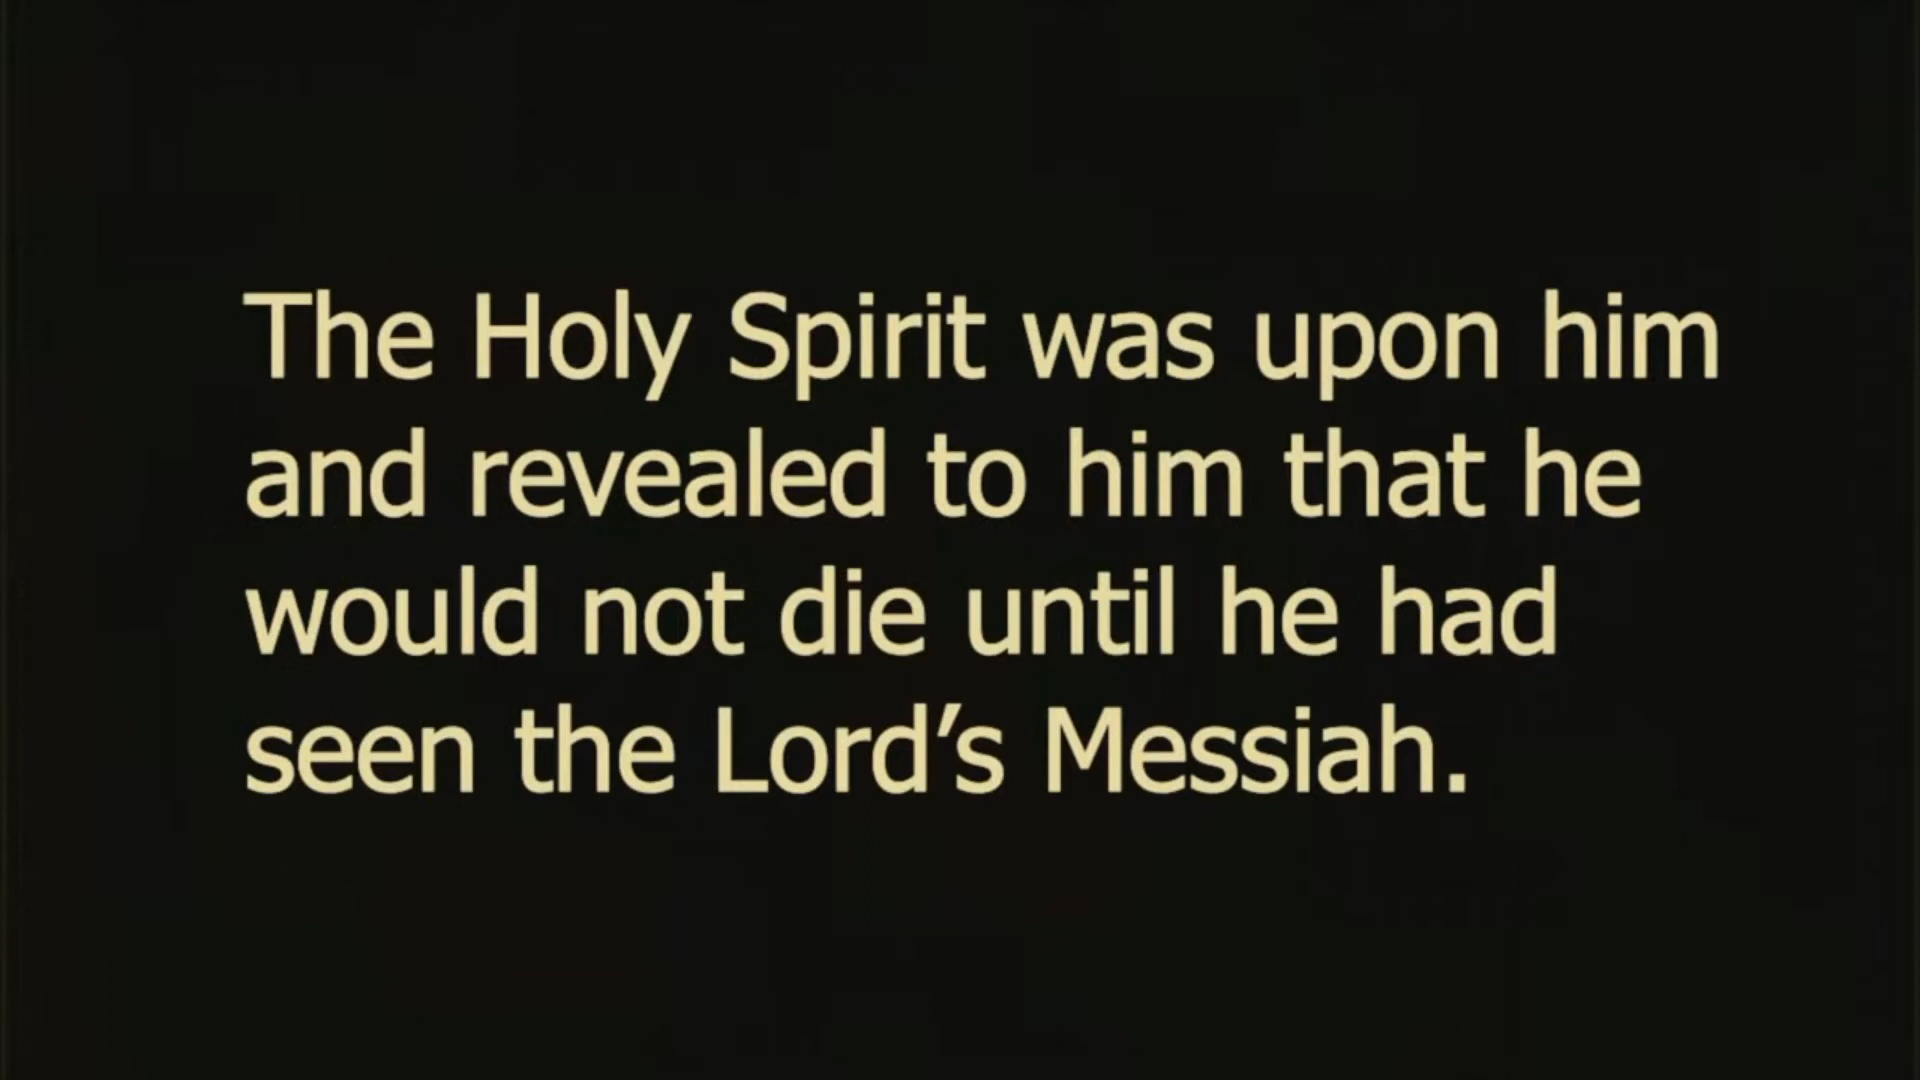 The Holy Spirit was upon him
and revealed to him that he
would not die until he had
seen the Lord’s Messiah.